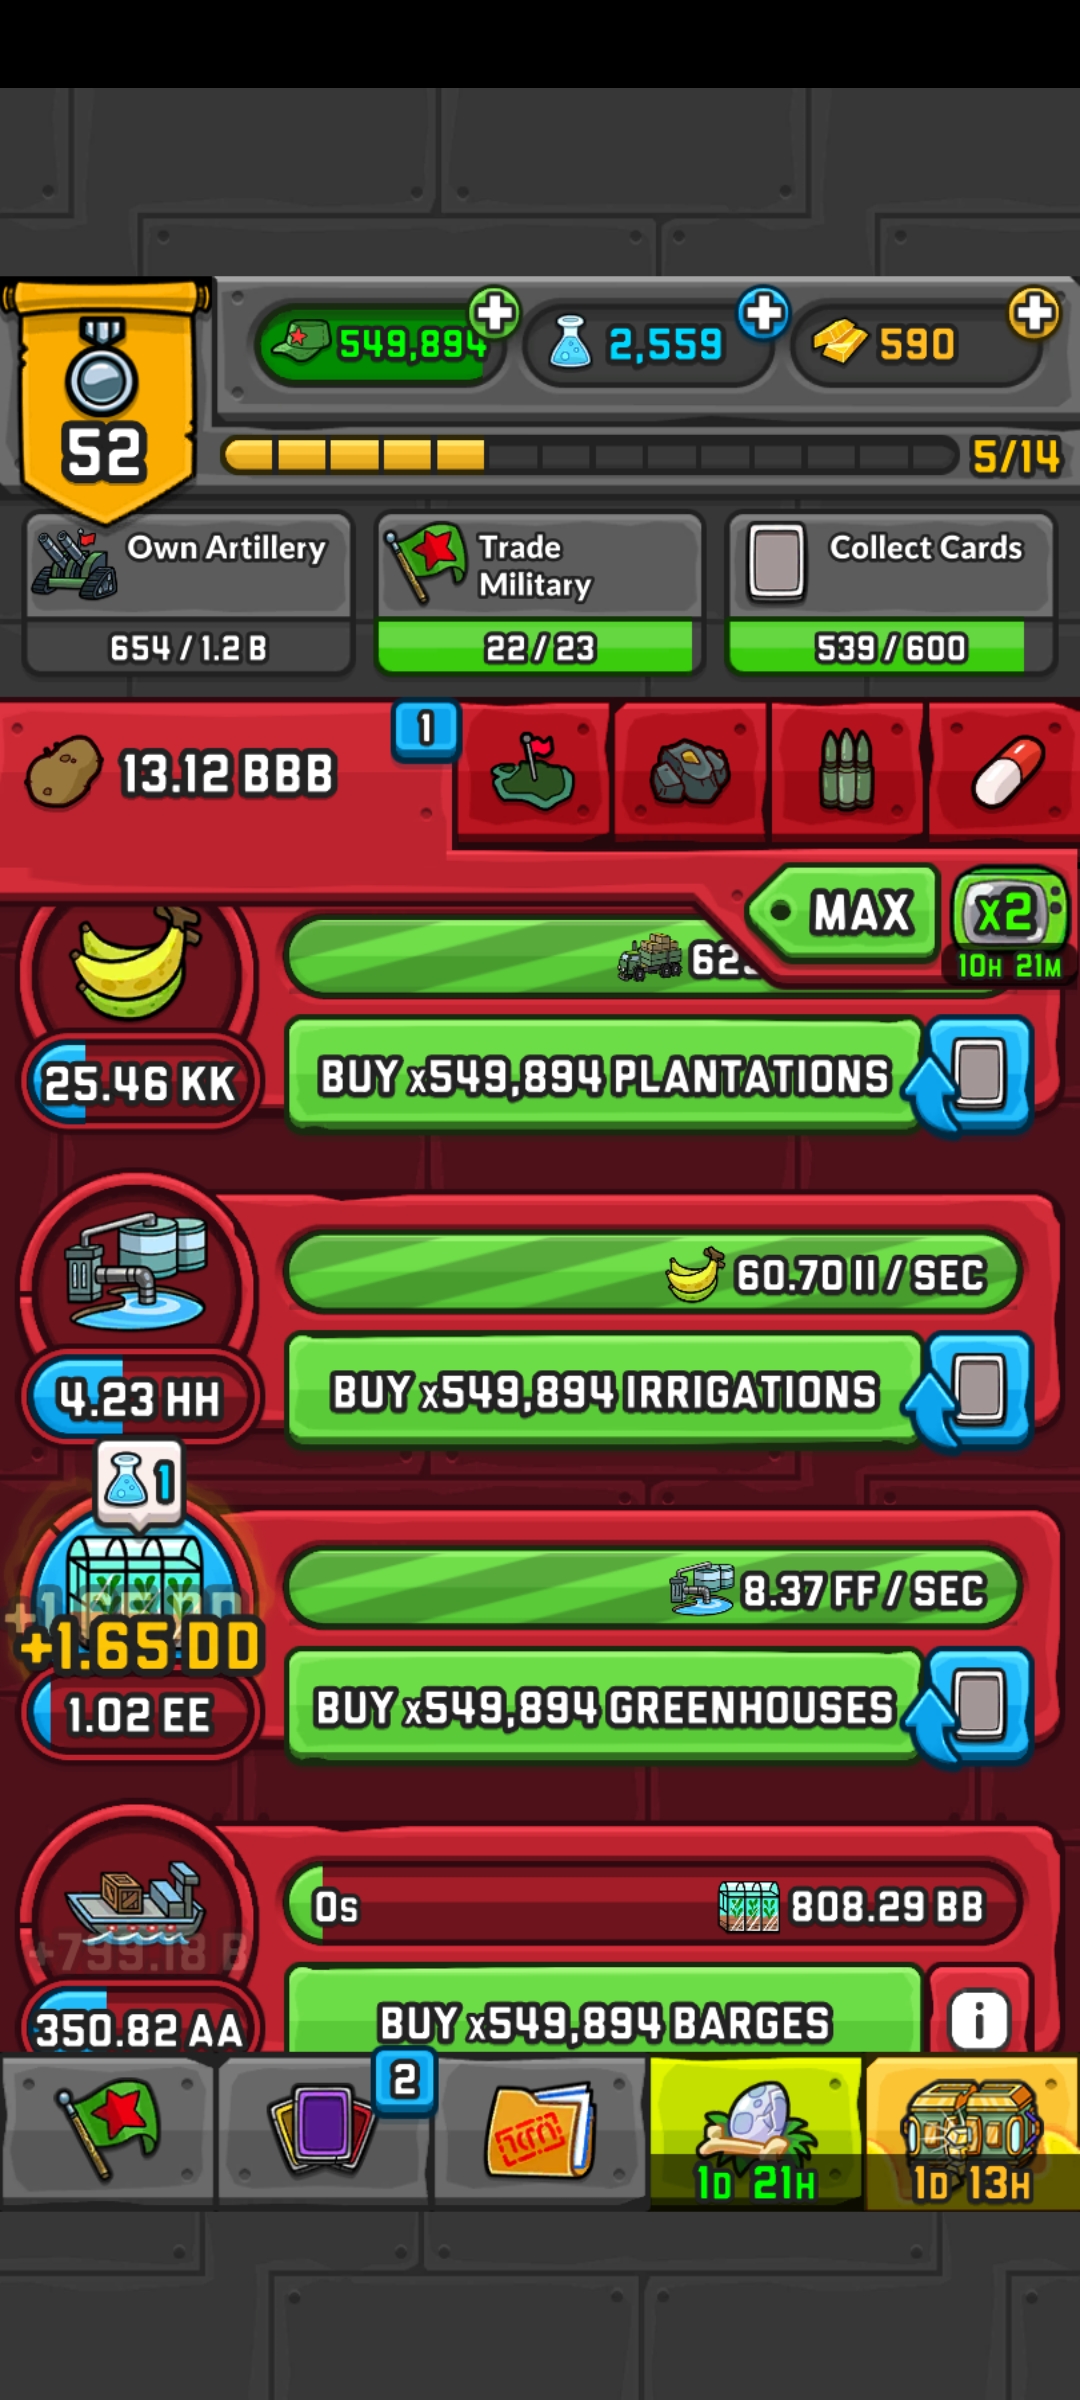 549,894
2,559
590
52
5/14
Own Artillery
654 / 1.2 B
Trade
Military
22 / 23
Collect Cards
539 / 600
13.12 BBB
1
MAX
x2
10H 21M
25.46 KK
BUY x549,894 PLANTATIONS
60.70 II / SEC
4.23 HH
BUY x549,894 IRRIGATIONS
1
8.37 FF / SEC
+1.65 DD
1.02 EE
BUY x549,894 GREENHOUSES
0s
808.29 BB
+799.18 B
350.82 AA
BUY x549,894 BARGES
i
2
1D 21H
1D 13H